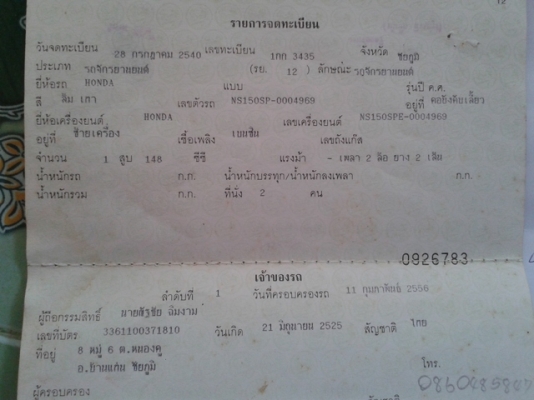 12
รายการจดทะเบียน
วันจดทะเบียน 28 กรกฎาคม 2540 เลขทะเบียน 1กก 3435 จังหวัด ชัยภูมิ
ประเภท รถจักรยานยนต์ (รย. 12 ) ลักษณะ รถจักรยานยนต์
ยี่ห้อรถ HONDA แบบ รุ่นปี ค.ศ.
สี ส้ม เทา เลขตัวรถ NS150SP-0004969 อยู่ที่ คอบังคับเลี้ยว
ยี่ห้อเครื่องยนต์ HONDA เลขเครื่องยนต์ NS150SPE-0004969
อยู่ที่ ซ้ายเครื่อง เชื้อเพลิง เบนซิน เลขถังแก๊ส
จำนวน 1 สูบ 148 ซีซี แรงม้า - เพลา 2 ล้อ ยาง 2 เส้น
น้ำหนักรถ ก.ก. น้ำหนักบรรทุก/น้ำหนักลงเพลา ก.ก.
น้ำหนักรวม ก.ก. ที่นั่ง 2 คน
0826783
เจ้าของรถ
ลำดับที่ 1 วันที่ครอบครองรถ 11 กุมภาพันธ์ 2556
ผู้ถือกรรมสิทธิ์ นายณัฐชัย ฉิมงาม
เลขที่บัตร 3361100371810 วันเกิด 21 มิถุนายน 2525 สัญชาติ ไทย
ที่อยู่ 8 หมู่ 6 ต.หนองคู
อ.บ้านแท่น ชัยภูมิ
โทร.
ผู้ครอบครอง